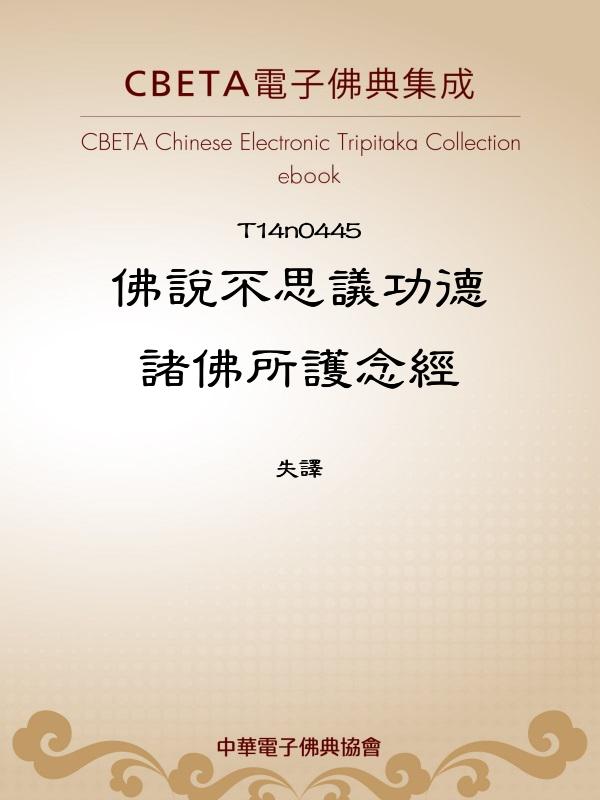 CBETA電子佛典集成
CBETA Chinese Electronic Tripitaka Collection
ebook
T14n0445
佛說不思議功德
諸佛所護念經
失譯
中華電子佛典協會